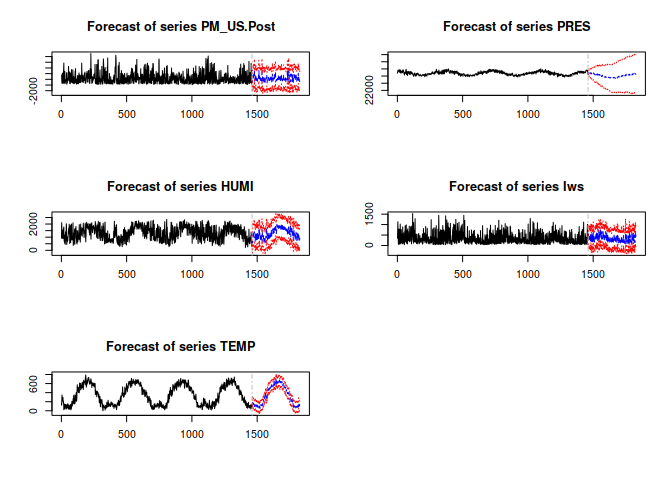 Forecast of series PM_US.Post
-2000
0 500 1000 1500
Forecast of series PRES
22000
0 500 1000 1500
Forecast of series HUMI
0 2000
0 500 1000 1500
Forecast of series Iws
0 1500
0 500 1000 1500
Forecast of series TEMP
0 600
0 500 1000 1500